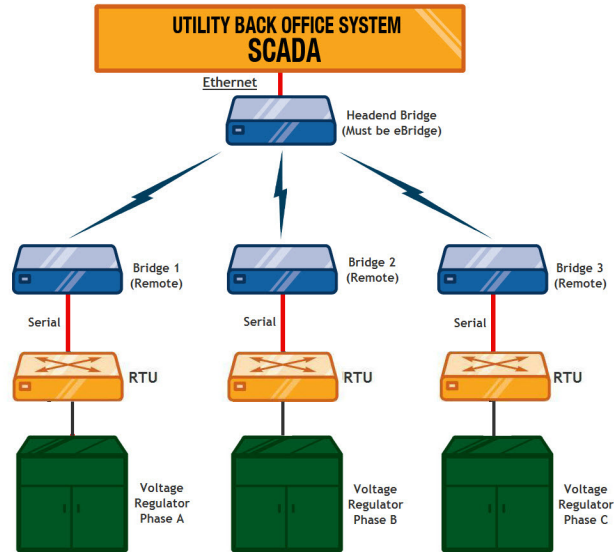 UTILITY BACK OFFICE SYSTEM
SCADA
Ethernet
Headend Bridge
(Must be eBridge)
Bridge 1
(Remote)
Bridge 2
(Remote)
Bridge 3
(Remote)
Serial
Serial
Serial
RTU
RTU
RTU
Voltage
Regulator
Phase A
Voltage
Regulator
Phase B
Voltage
Regulator
Phase C